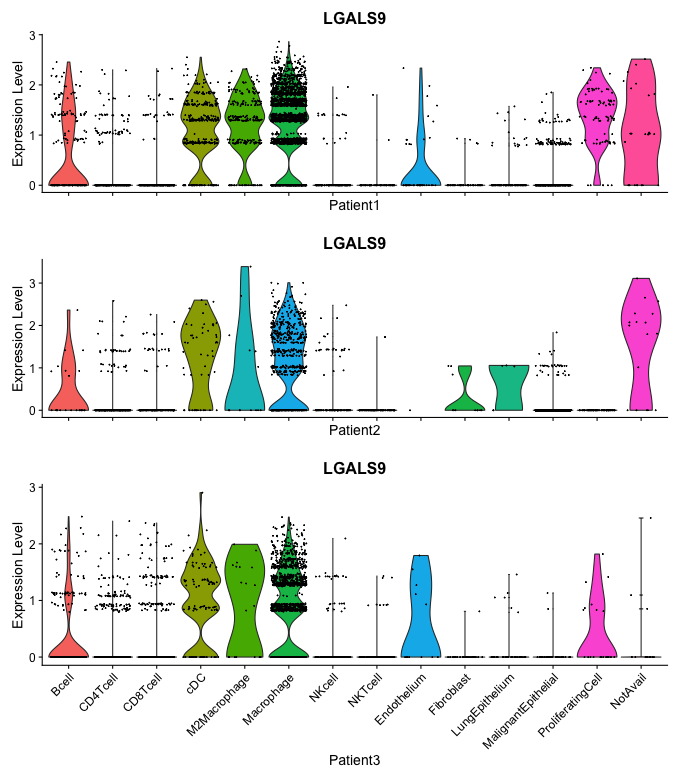 LGALS9
Expression Level
3
2
1
0
Patient1
LGALS9
Expression Level
3
2
1
0
Patient2
LGALS9
Expression Level
3
2
1
0
Bcell
CD4Tcell
CD8Tcell
cDC
M2Macrophage
Macrophage
NKcell
NKTcell
Endothelium
Fibroblast
LungEpithelium
MalignantEpithelial
ProliferatingCell
NotAvail
Patient3